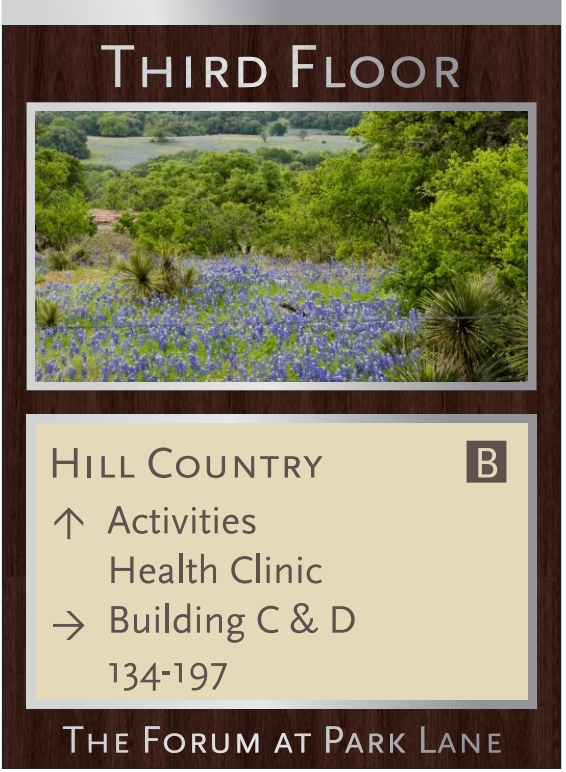 THIRD FLOOR
HILL COUNTRY B
↑ Activities
Health Clinic
→ Building C & D
134-197
THE FORUM AT PARK LANE